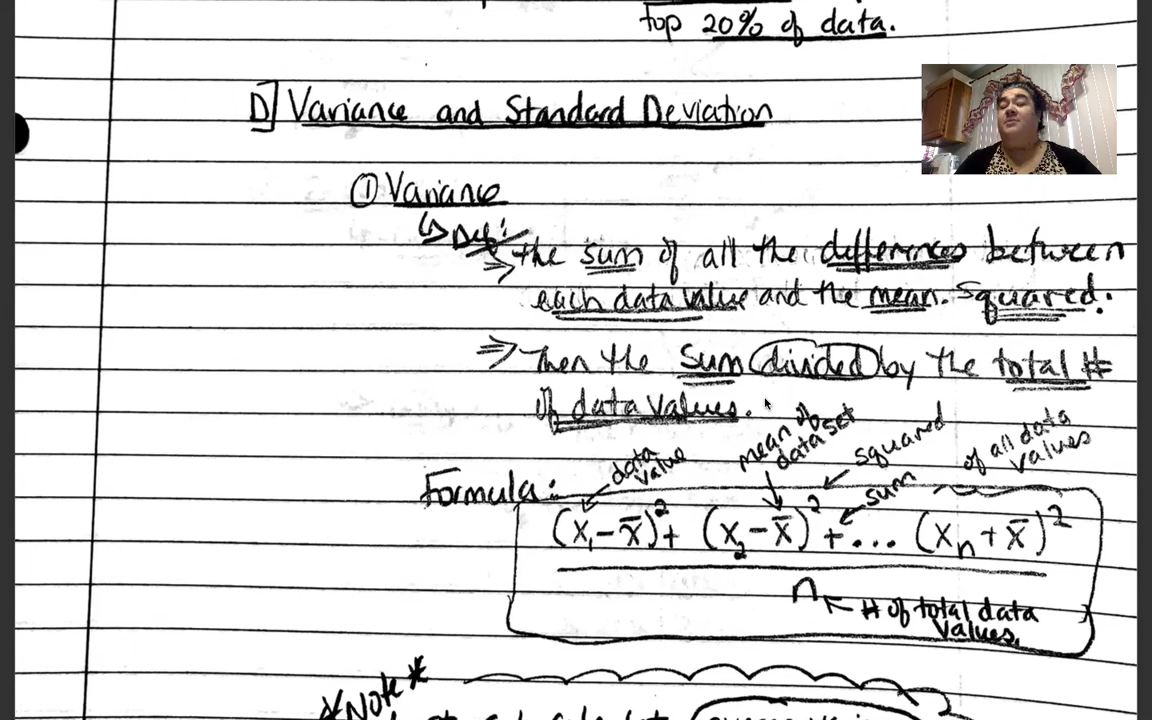 top 20% of data.
D] Variance and Standard Deviation
① Variance
↳ Def:
⇒ the sum of all the differences between
each data value and the mean. Squared.
⇒ Then the sum divided by the total #
of data values.
data value
mean of data set
squared
sum
of all data values
Formula:
(x₁ - x̄)² + (x₂ - x̄)² + ... (xₙ + x̄)²
n ← # of total data
values.
*Note*